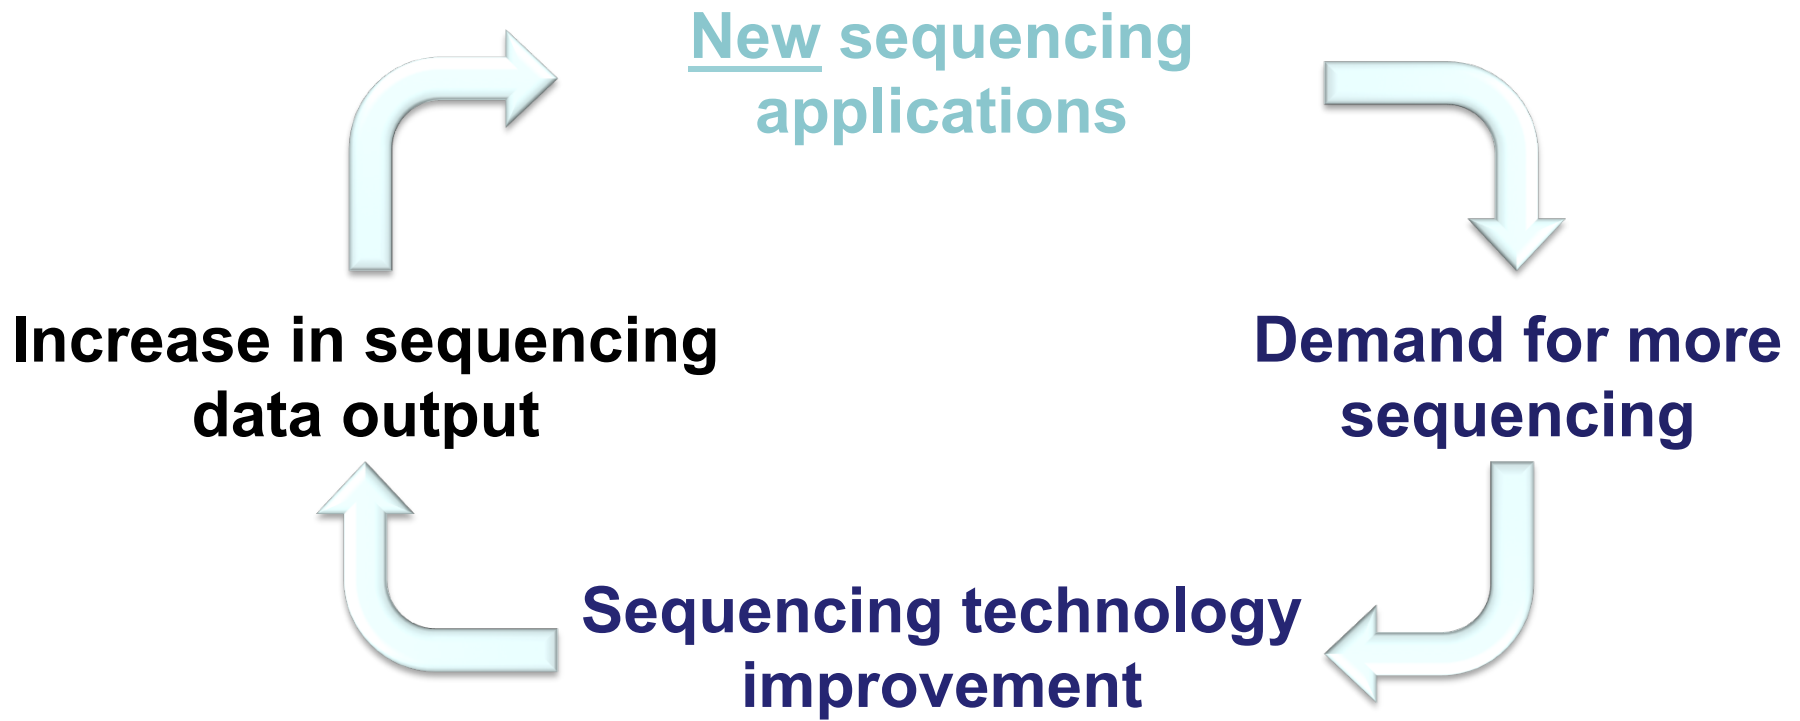 New sequencing
applications
Increase in sequencing
data output
Demand for more
sequencing
Sequencing technology
improvement